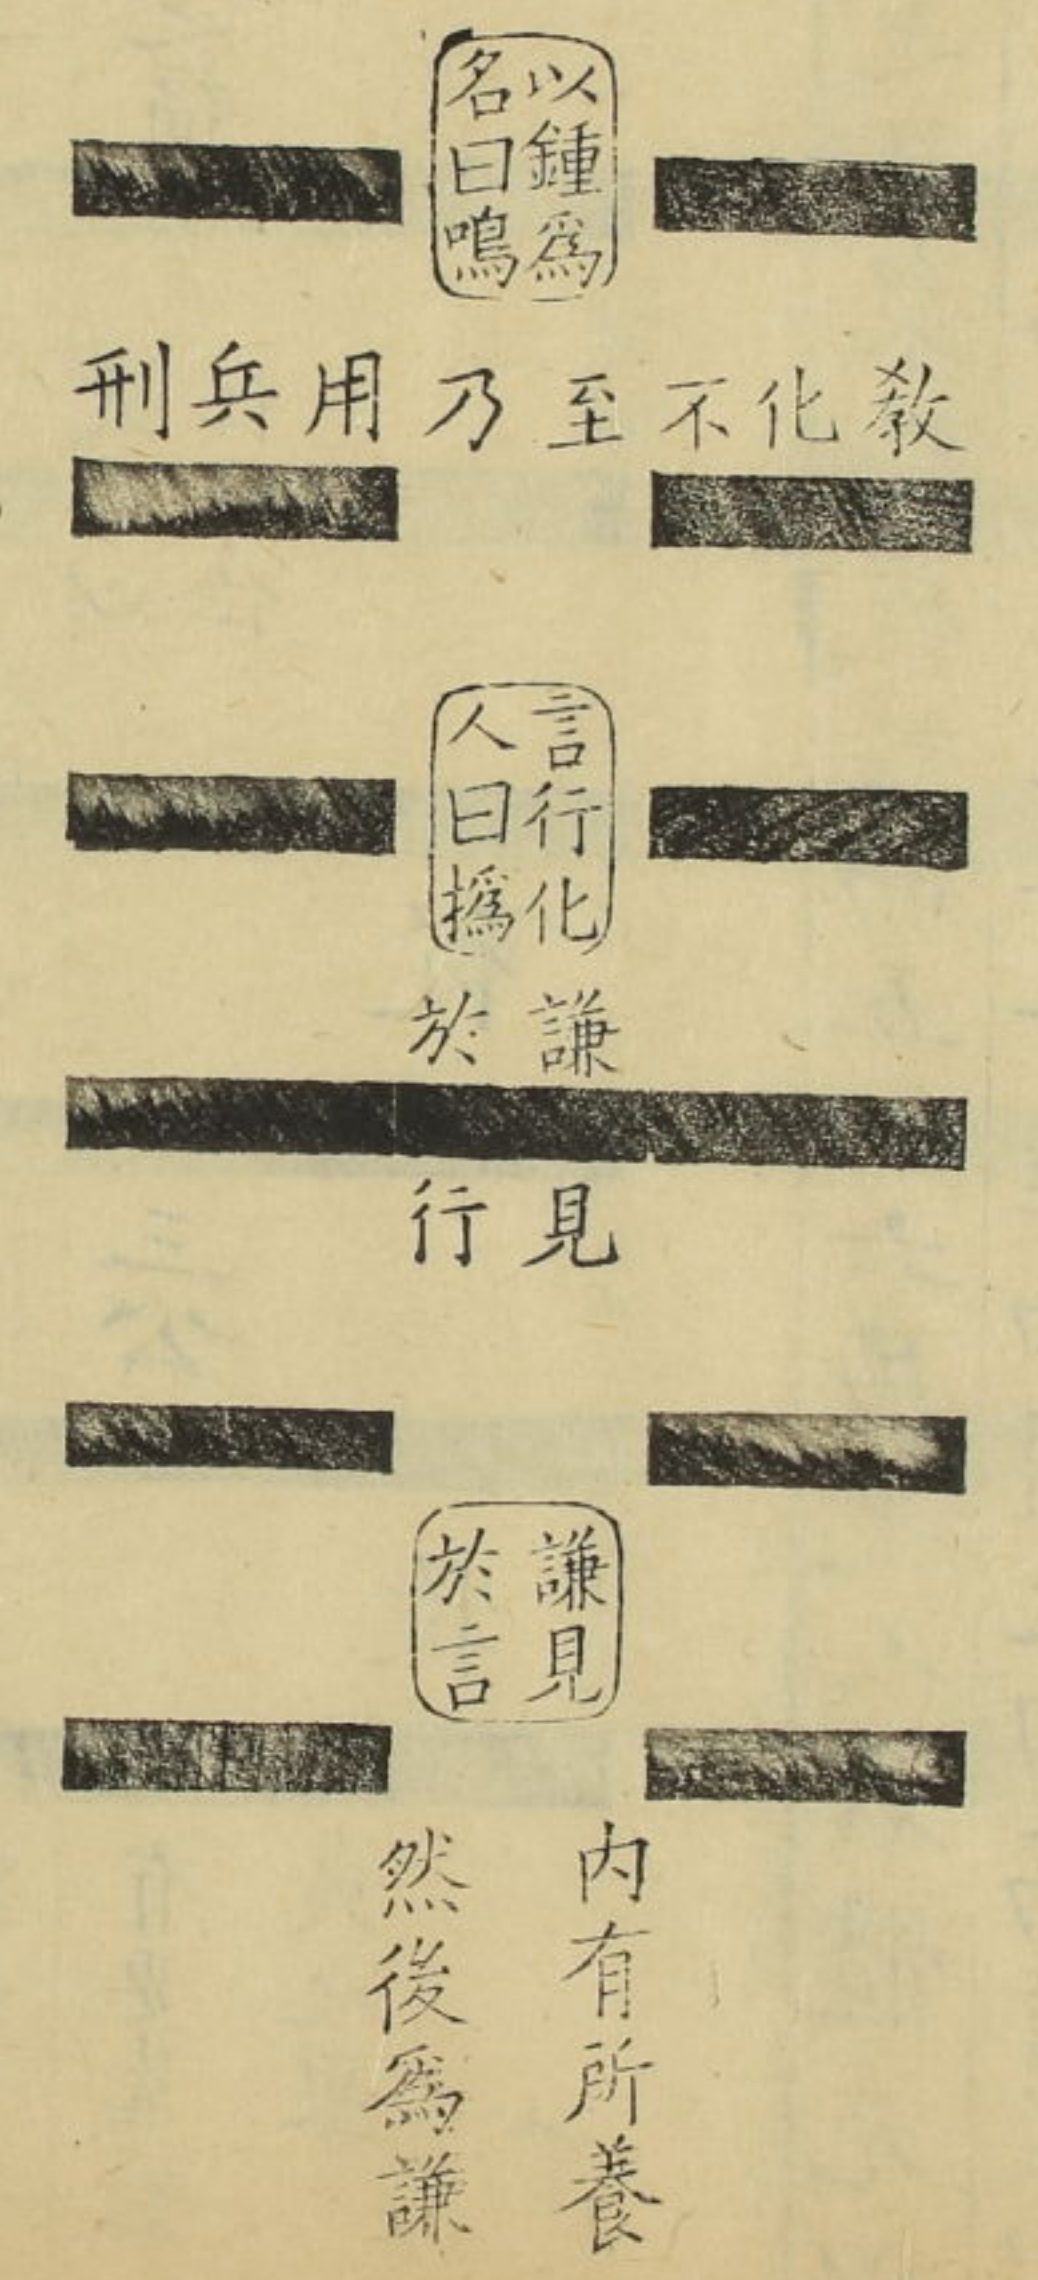 以鍾爲
名曰鳴
敎化不至乃用兵刑
言行化
人曰撝
謙見
於行
謙見
於言
内有所養
然後爲謙